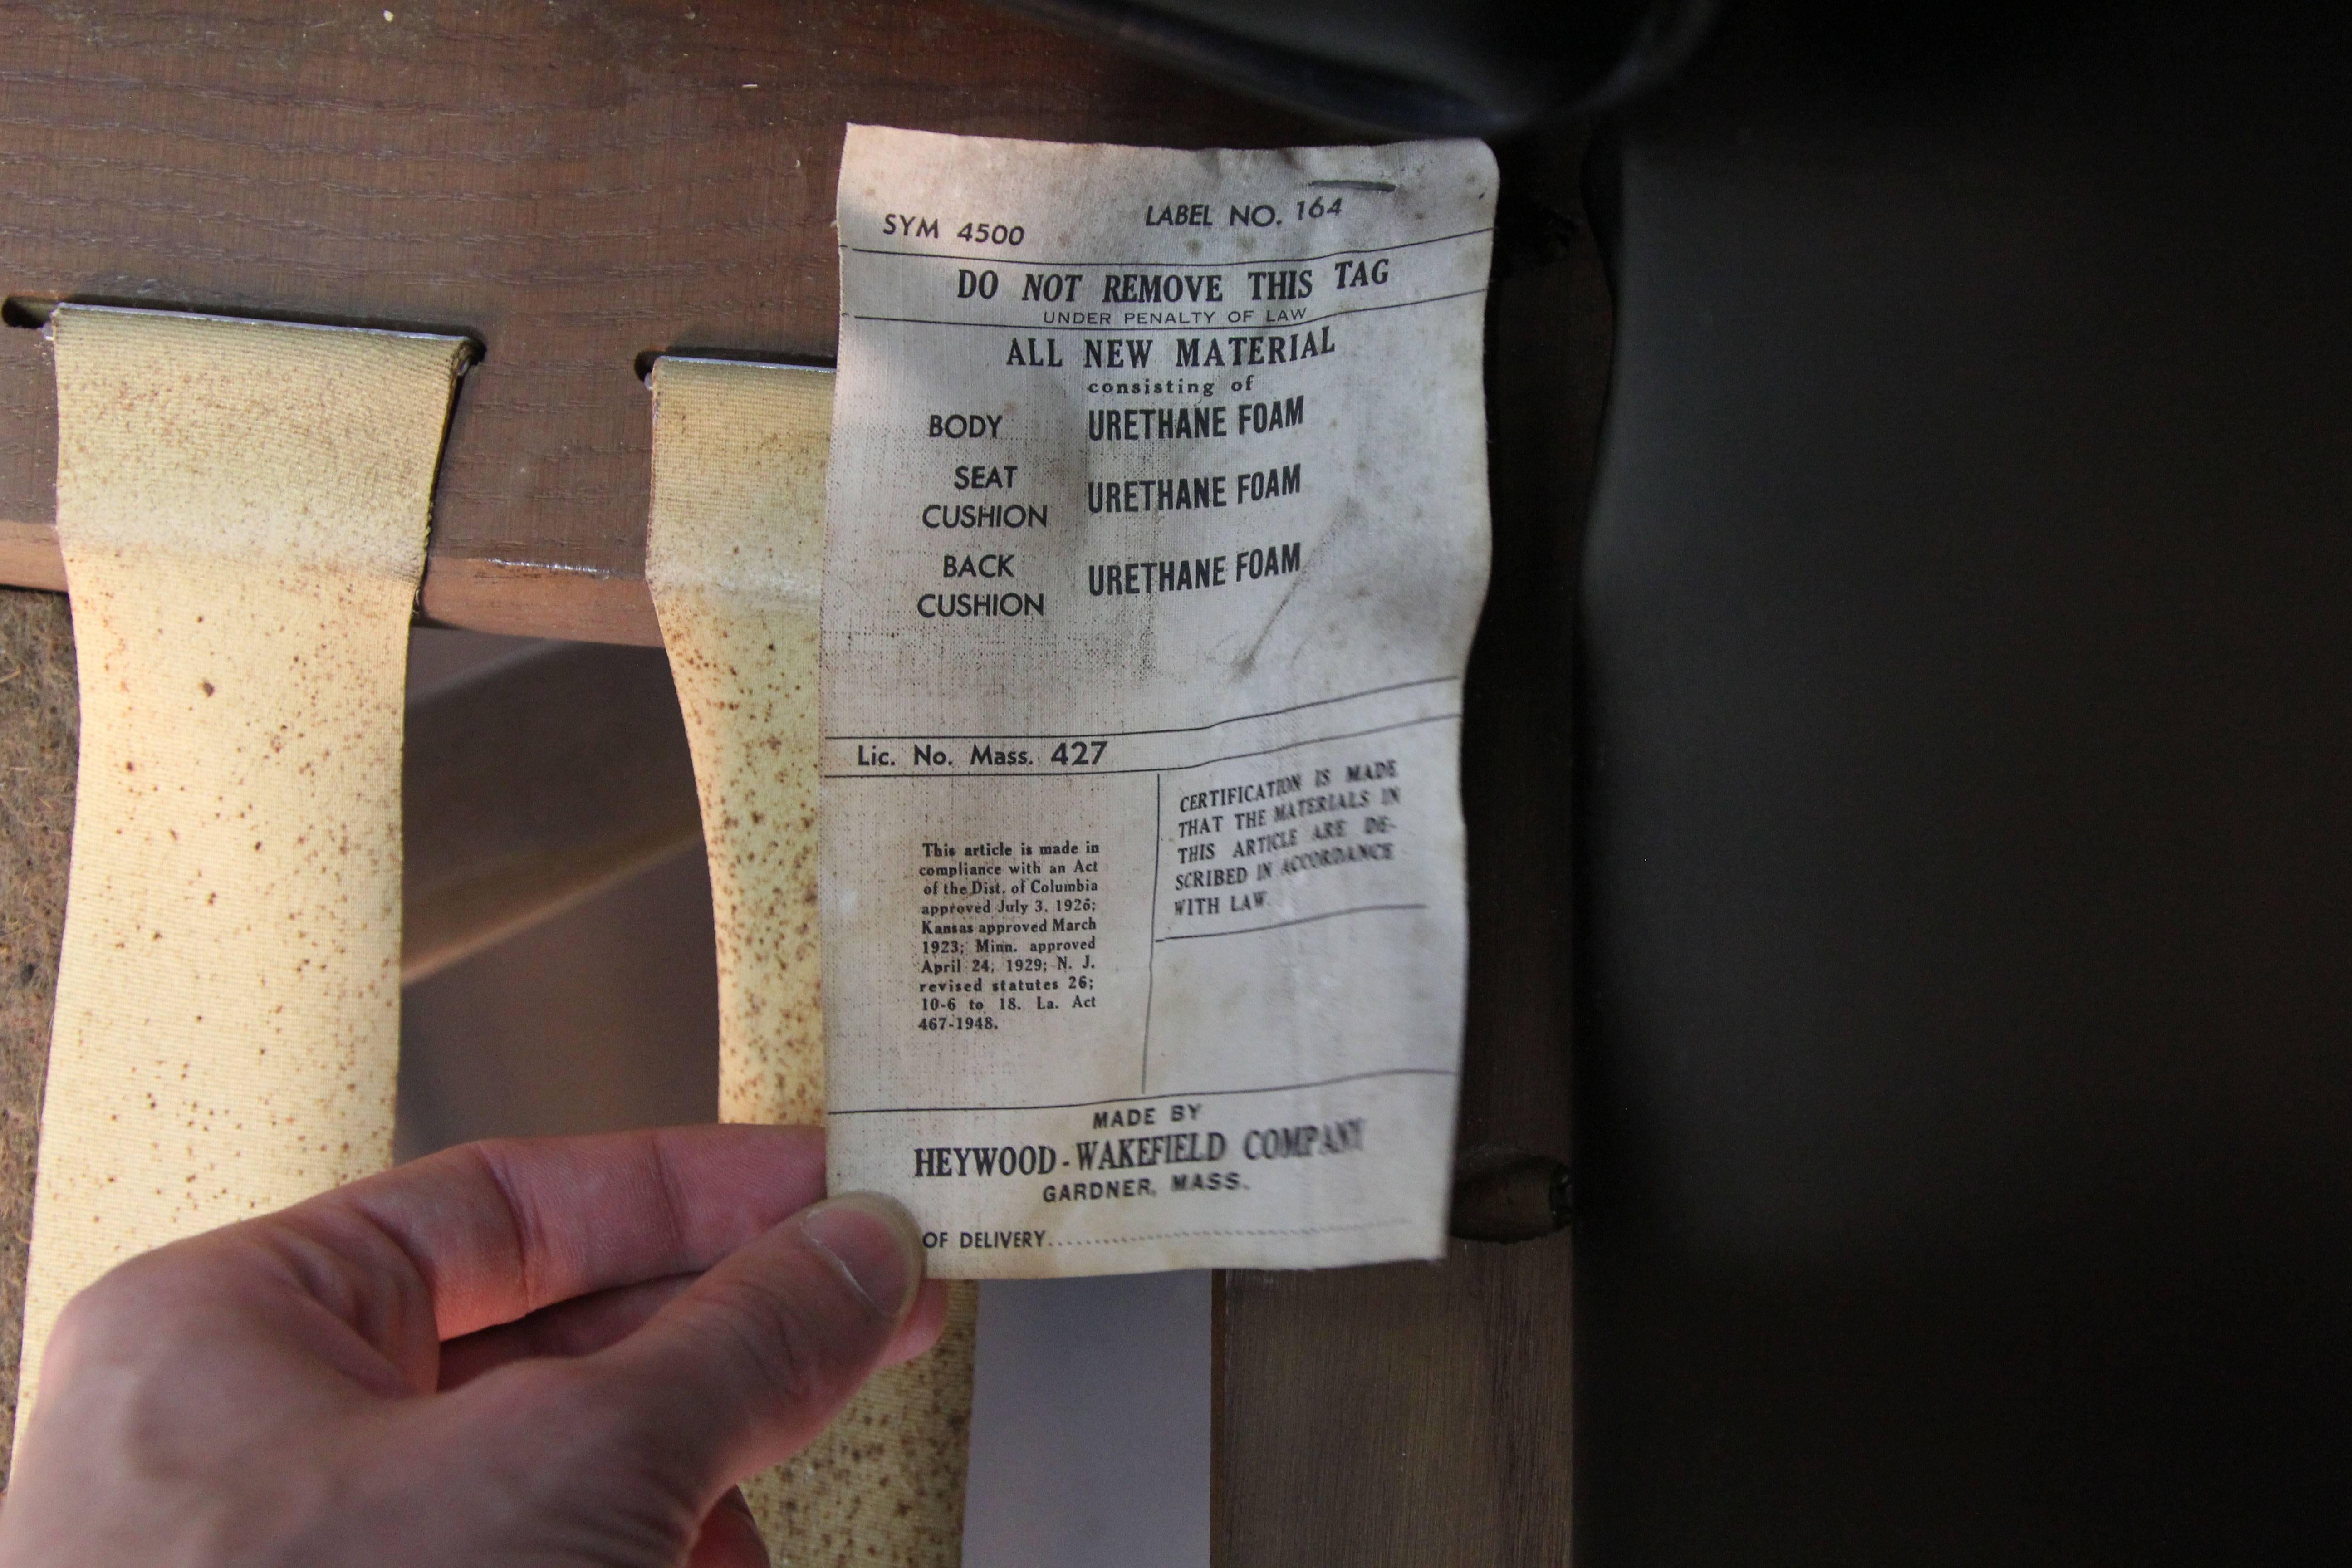 SYM 4500 LABEL NO. 164
DO NOT REMOVE THIS TAG
UNDER PENALTY OF LAW
ALL NEW MATERIAL
consisting of
BODY URETHANE FOAM
SEAT CUSHION URETHANE FOAM
BACK CUSHION URETHANE FOAM
Lic. No. Mass. 427
This article is made in
compliance with an Act
of the Dist. of Columbia
approved July 3, 1926;
Kansas approved March
1923; Minn. approved
April 24, 1929; N. J.
revised statutes 26;
10-6 to 18. La. Act
467-1948.
CERTIFICATION IS MADE
THAT THE MATERIALS IN
THIS ARTICLE ARE DE-
SCRIBED IN ACCORDANCE
WITH LAW.
MADE BY
HEYWOOD-WAKEFIELD COMPANY
GARDNER, MASS.
OF DELIVERY